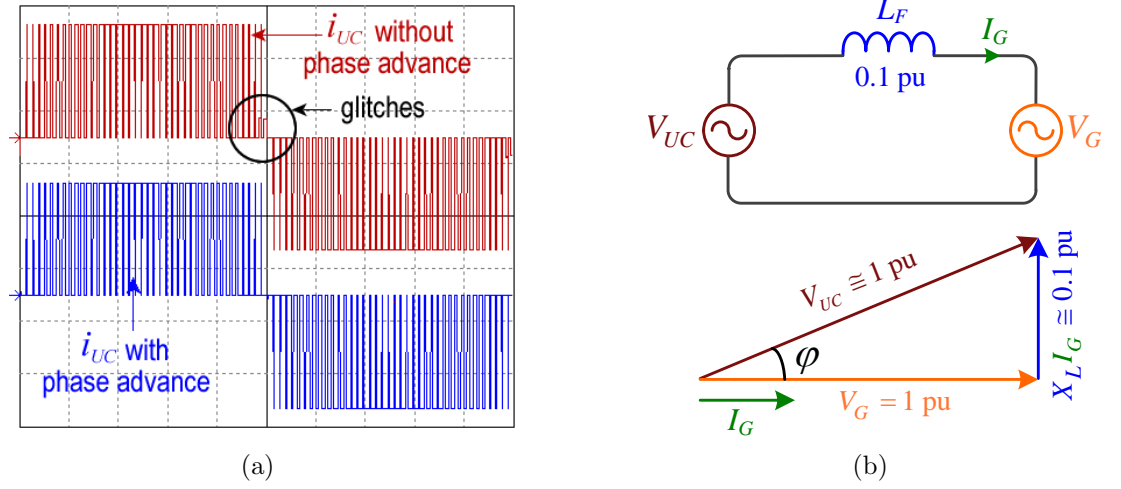 i_UC without
phase advance
glitches
i_UC with
phase advance
(a)
L_F
I_G
0.1 pu
V_UC
V_G
V_UC ≅ 1 pu
φ
X_L I_G ≅ 0.1 pu
V_G = 1 pu
I_G
(b)